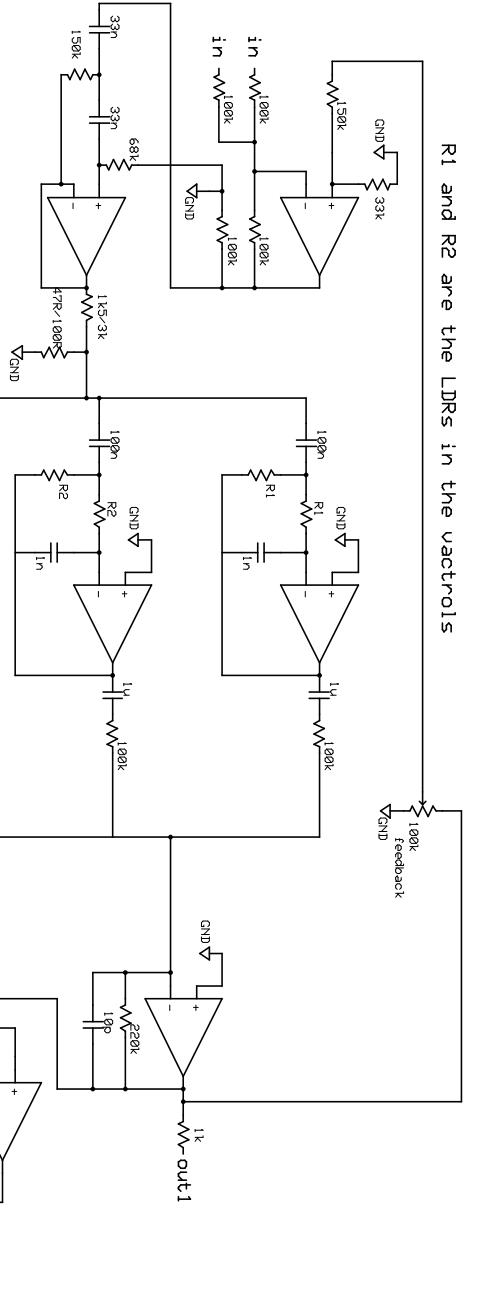 R1 and R2 are the LDRs in the vactrols
150k
GND
33k
100k
feedback
GND
in
100k
in
100k
+
-
100k
100k
GND
33n
150k
33n
68k
+
-
1k5/3k
47R/100R
GND
100n
R1
R1
GND
1n
+
-
1u
100k
100n
R2
R2
GND
1n
+
-
1u
100k
GND
+
-
220k
10p
1k
out1
+